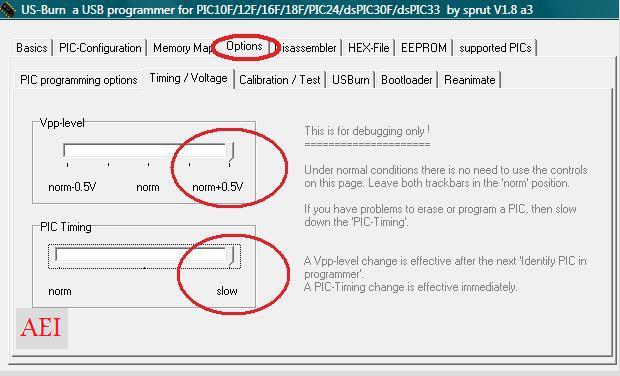 US-Burn a USB programmer for PIC10F/12F/16F/18F/PIC24/dsPIC30F/dsPIC33 by sprut V1.8 a3
Basics PIC-Configuration Memory Map Options Disassembler HEX-File EEPROM supported PICs
PIC programming options Timing / Voltage Calibration / Test USBurn Bootloader Reanimate
Vpp-level
norm-0.5V norm norm+0.5V
PIC Timing
norm slow
This is for debugging only !
======================
Under normal conditions there is no need to use the controls
on this page. Leave both trackbars in the 'norm' position.
If you have problems to erase or program a PIC, then slow
down the 'PIC-Timing'.
A Vpp-level change is effective after the next 'Identify PIC in
programmer'.
A PIC-Timing change is effective immediately.
AEI